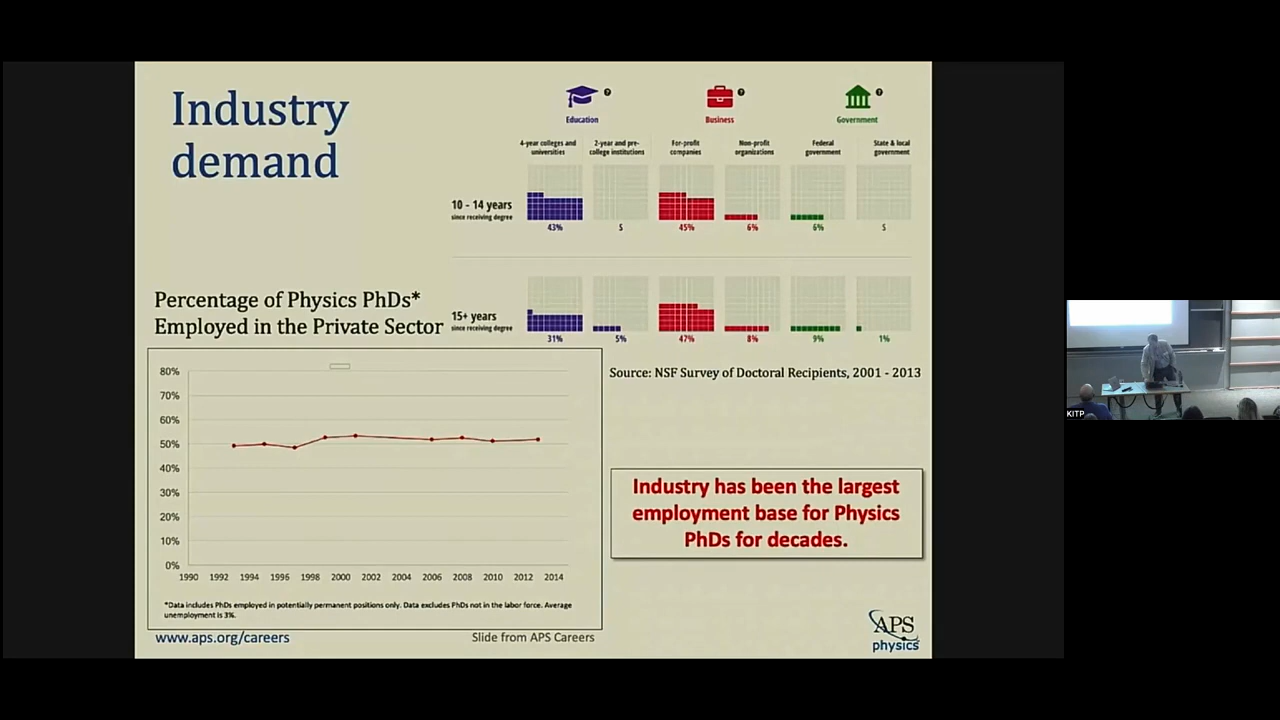 Industry
demand
Education
Business
Government
4-year colleges and
universities
2-year and pre-
college institutions
For-profit
companies
Non-profit
organizations
Federal
government
State & local
government
10 - 14 years
since receiving degree
43%
S
45%
6%
6%
S
15+ years
since receiving degree
31%
5%
47%
8%
9%
1%
Source: NSF Survey of Doctoral Recipients, 2001 - 2013
Percentage of Physics PhDs*
Employed in the Private Sector
80%
70%
60%
50%
40%
30%
20%
10%
0%
1990 1992 1994 1996 1998 2000 2002 2004 2006 2008 2010 2012 2014
*Data includes PhDs employed in potentially permanent positions only. Data excludes PhDs not in the labor force. Average
unemployment is 3%.
Industry has been the largest
employment base for Physics
PhDs for decades.
www.aps.org/careers
Slide from APS Careers
APS
physics
KITP